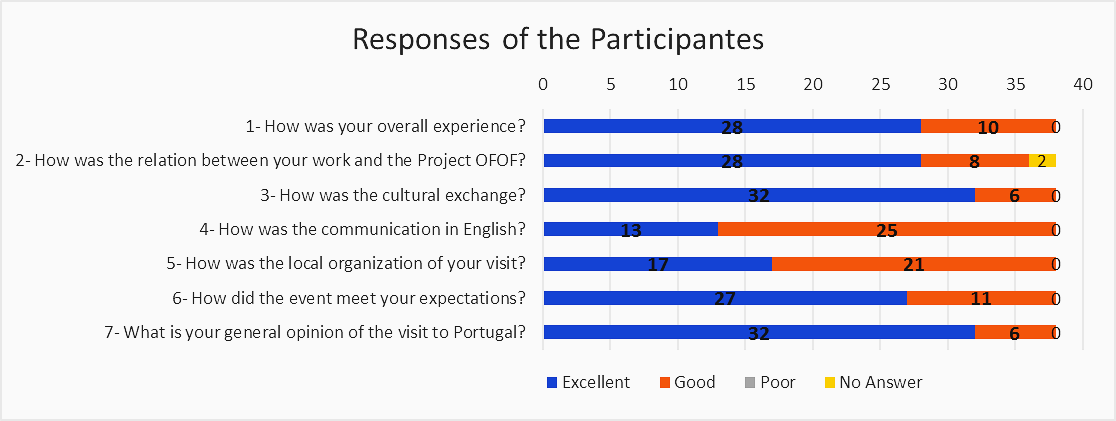 Responses of the Participantes
0 5 10 15 20 25 30 35 40
1- How was your overall experience? 28 10 0
2- How was the relation between your work and the Project OFOF? 28 8 2
3- How was the cultural exchange? 32 6 0
4- How was the communication in English? 13 25 0
5- How was the local organization of your visit? 17 21 0
6- How did the event meet your expectations? 27 11 0
7- What is your general opinion of the visit to Portugal? 32 6 0
Excellent Good Poor No Answer